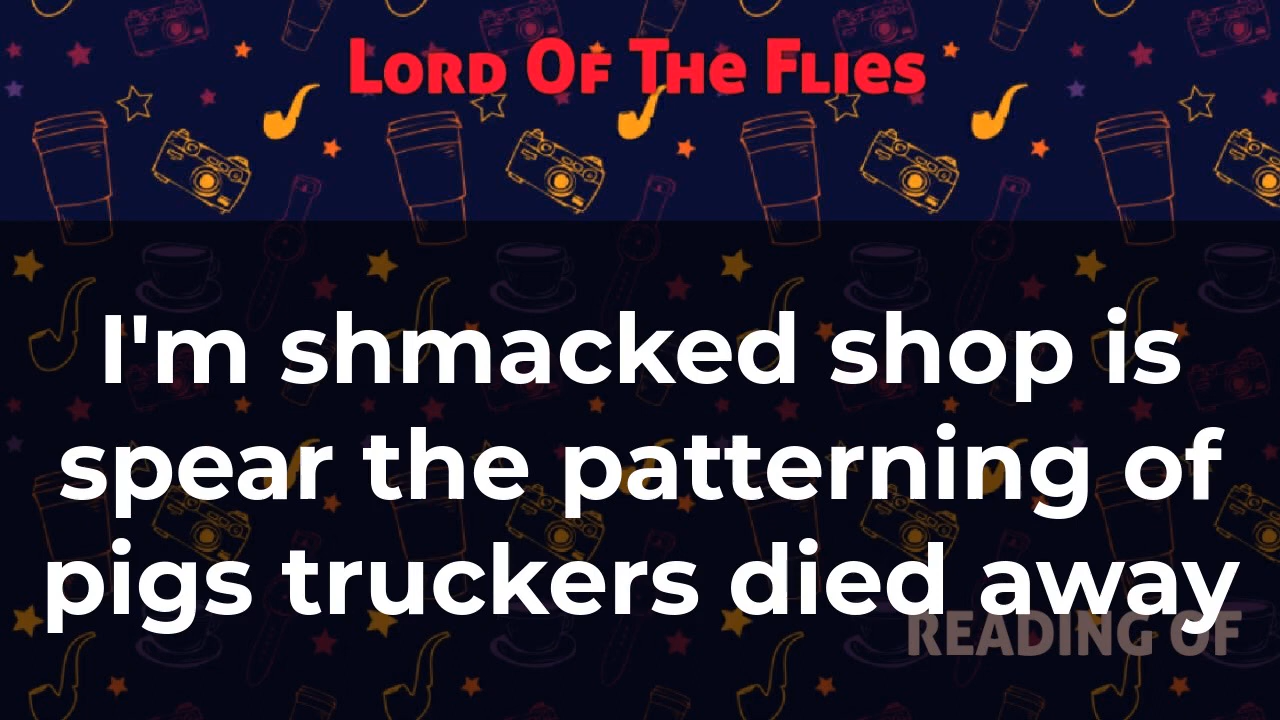 Lord Of The Flies
I'm shmacked shop is
spear the patterning of
pigs truckers died away
READING OF